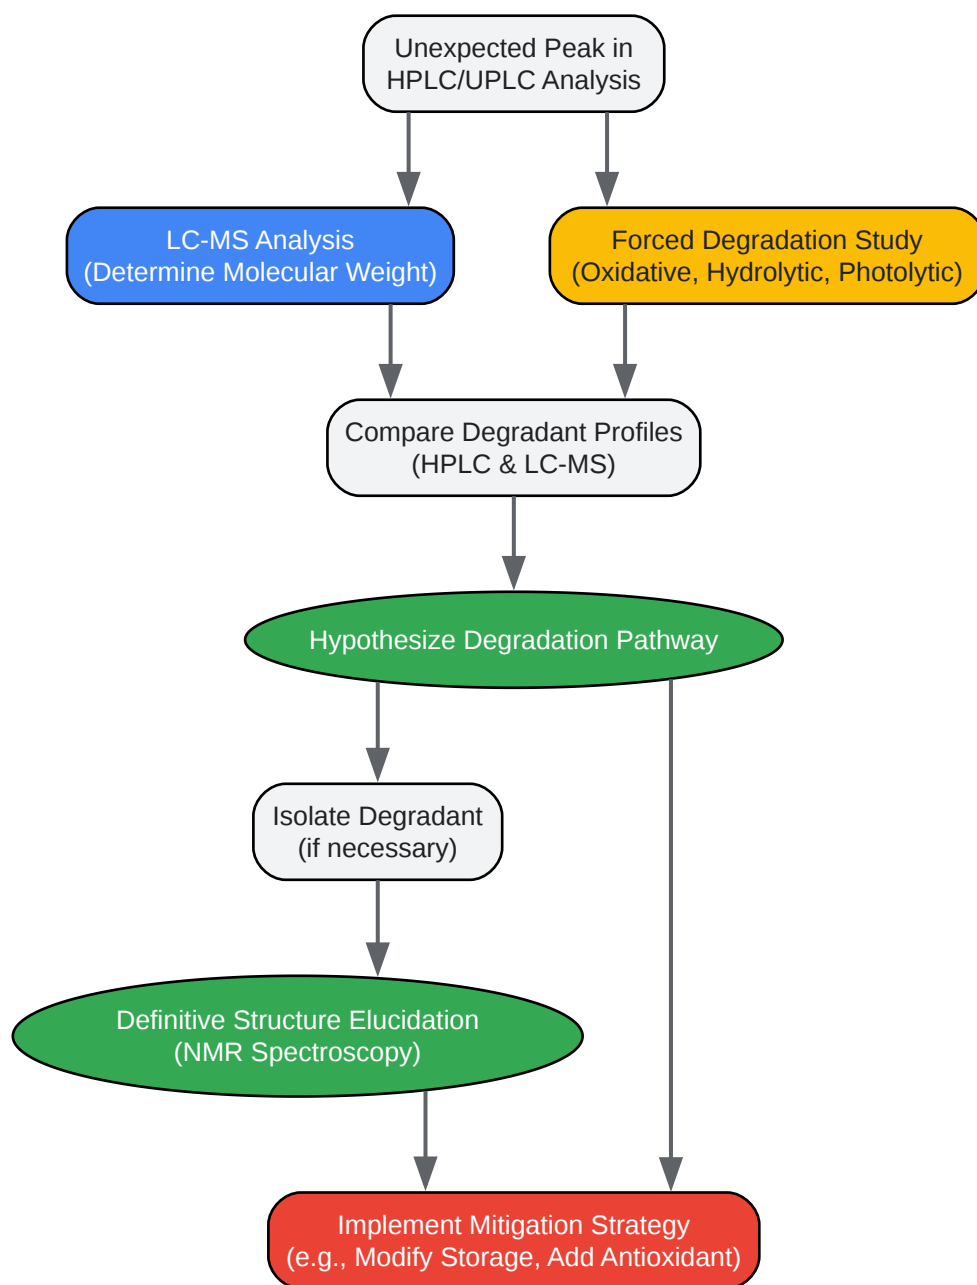 Unexpected Peak in
HPLC/UPLC Analysis
LC-MS Analysis
(Determine Molecular Weight)
Forced Degradation Study
(Oxidative, Hydrolytic, Photolytic)
Compare Degradant Profiles
(HPLC & LC-MS)
Hypothesize Degradation Pathway
Isolate Degradant
(if necessary)
Definitive Structure Elucidation
(NMR Spectroscopy)
Implement Mitigation Strategy
(e.g., Modify Storage, Add Antioxidant)